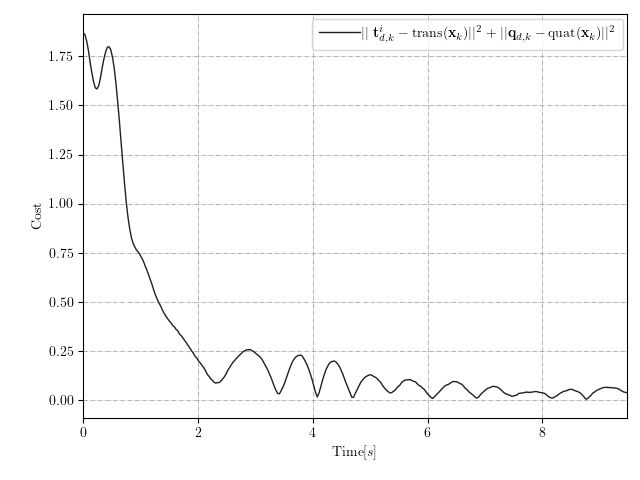 || t^i_{d,k} − trans(x_k)||^2 + ||q_{d,k} − quat(x_k)||^2
1.75
1.50
1.25
1.00
0.75
0.50
0.25
0.00
Cost
0 2 4 6 8
Time[s]